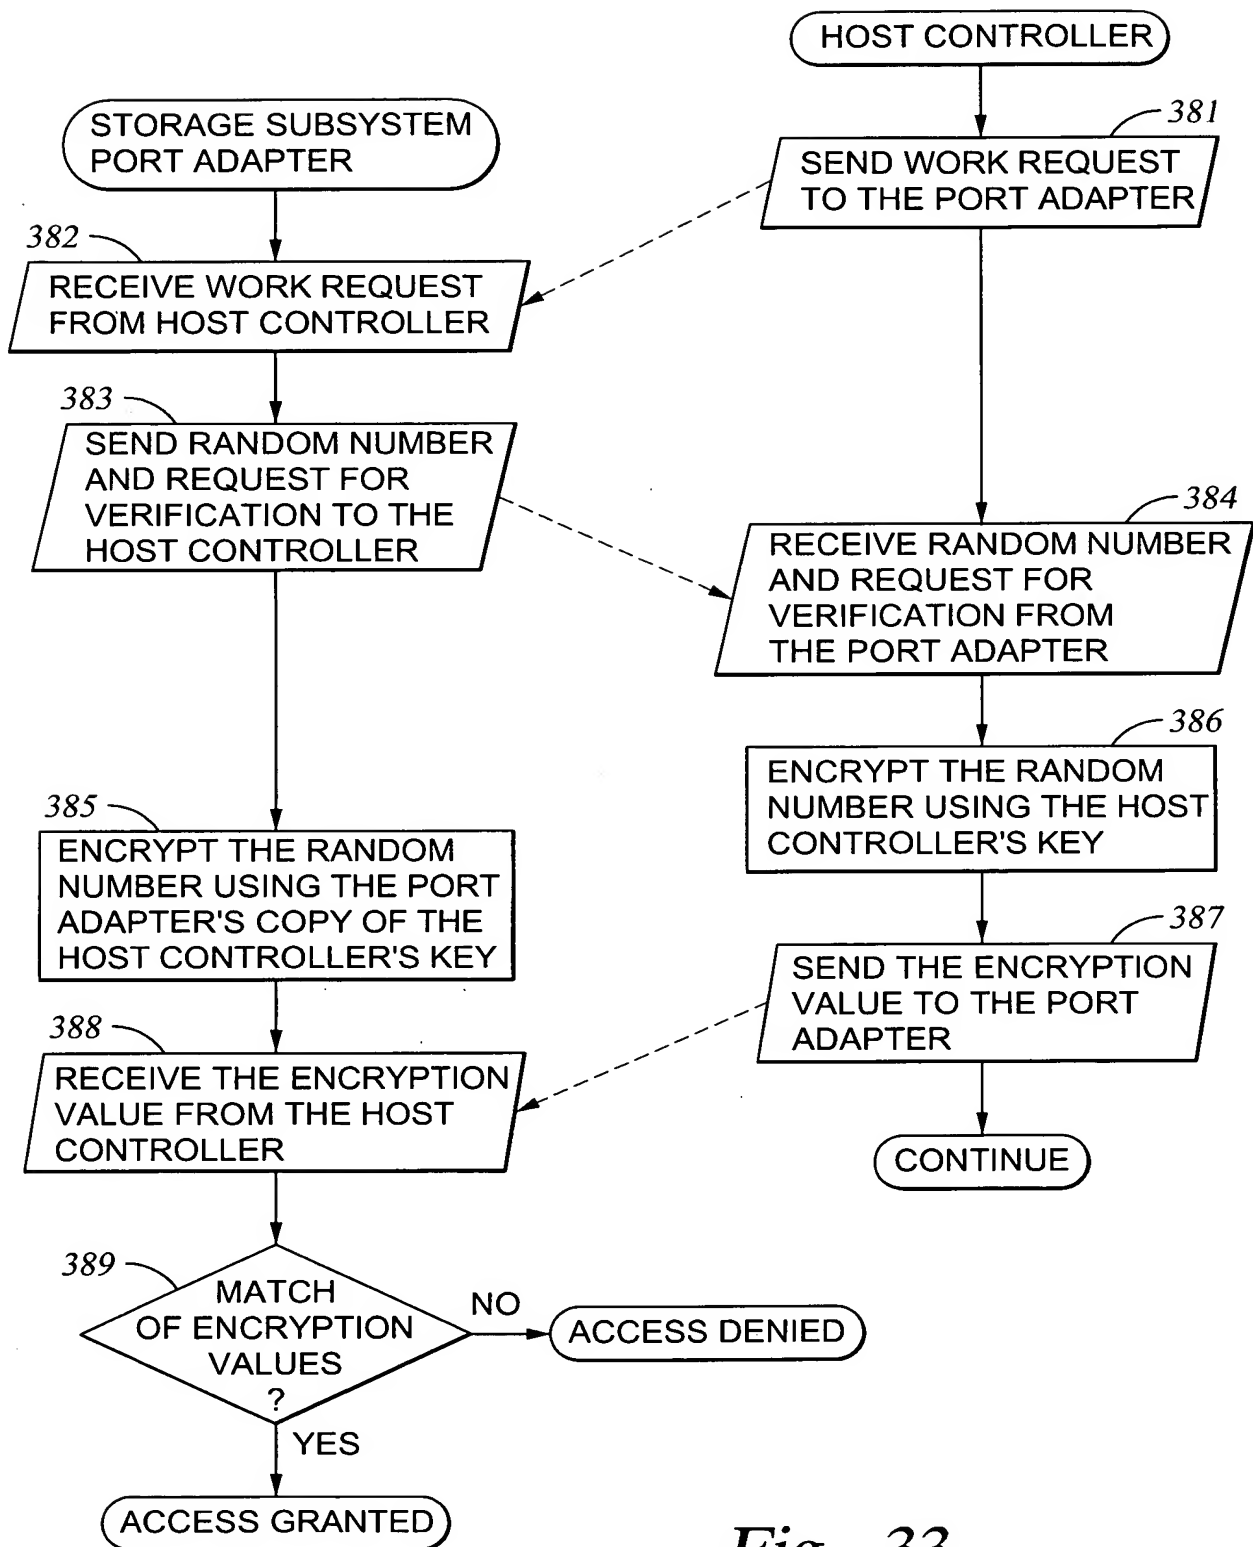 HOST CONTROLLER
381
SEND WORK REQUEST
TO THE PORT ADAPTER
STORAGE SUBSYSTEM
PORT ADAPTER
382
RECEIVE WORK REQUEST
FROM HOST CONTROLLER
383
SEND RANDOM NUMBER
AND REQUEST FOR
VERIFICATION TO THE
HOST CONTROLLER
384
RECEIVE RANDOM NUMBER
AND REQUEST FOR
VERIFICATION FROM
THE PORT ADAPTER
385
ENCRYPT THE RANDOM
NUMBER USING THE PORT
ADAPTER'S COPY OF THE
HOST CONTROLLER'S KEY
386
ENCRYPT THE RANDOM
NUMBER USING THE HOST
CONTROLLER'S KEY
387
SEND THE ENCRYPTION
VALUE TO THE PORT
ADAPTER
388
RECEIVE THE ENCRYPTION
VALUE FROM THE HOST
CONTROLLER
CONTINUE
389
MATCH
OF ENCRYPTION
VALUES
?
NO
ACCESS DENIED
YES
ACCESS GRANTED
Fig. 33